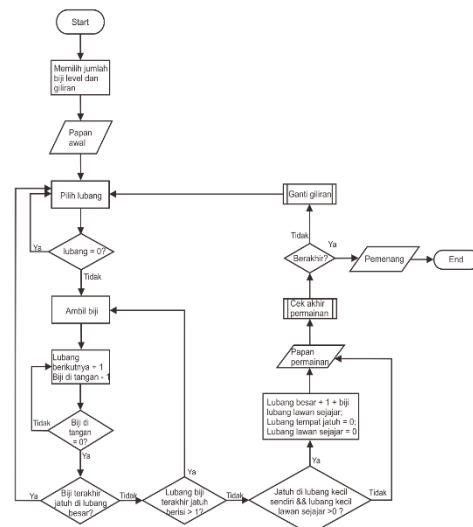 Start
Memilih jumlah
biji level dan
giliran
Papan
awal
Pilih lubang
Ganti giliran
lubang = 0?
Ya
Tidak
Tidak
Berakhir?
Ya
Pemenang
End
Ambil biji
Cek akhir
permainan
Lubang
berikutnya + 1
Biji di tangan - 1
Papan
permainan
Tidak
Biji di
tangan
= 0?
Ya
Lubang besar + 1 + biji
lubang lawan sejajar;
Lubang tempat jatuh = 0;
Lubang lawan sejajar = 0
Ya
Biji terakhir
jatuh di lubang
besar?
Ya
Tidak
Lubang biji
terakhir jatuh
berisi > 1?
Ya
Tidak
Jatuh di lubang kecil
sendiri && lubang kecil
lawan sejajar >0 ?
Tidak